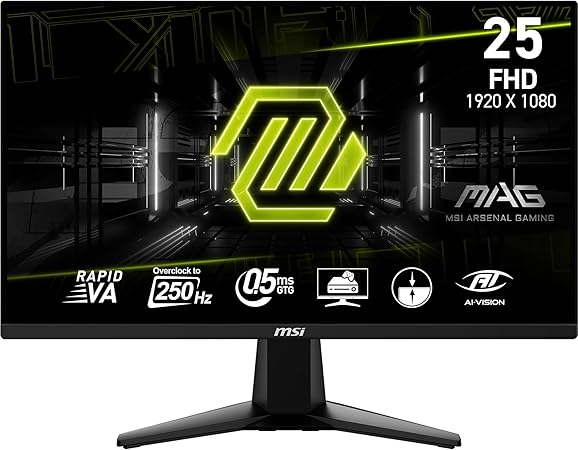 25
FHD
1920 X 1080
MAG
MSI ARSENAL GAMING
RAPID
VA
Overclock to
250Hz
0.5ms
GTG
AI
AI-VISION
msi